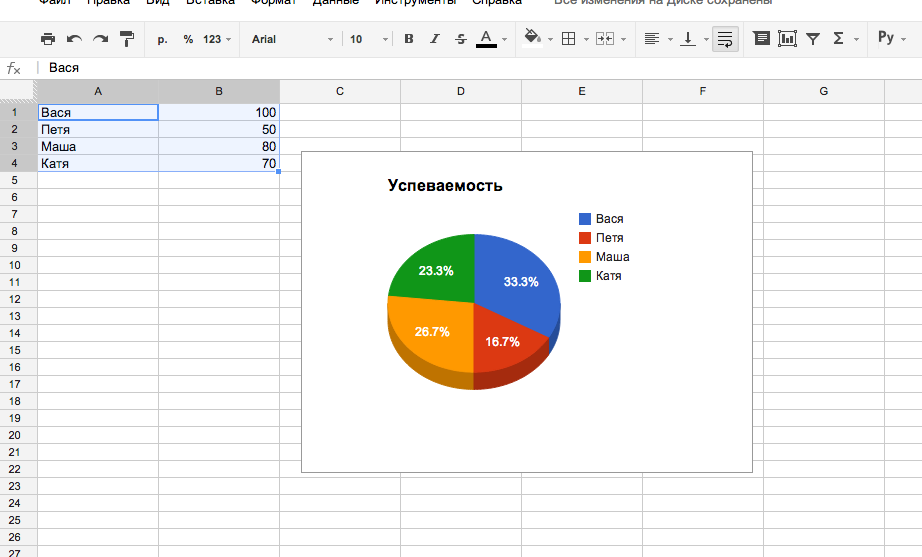 Файл Правка Вид Вставка Формат Данные Инструменты Справка Все изменения на Диске сохранены
р. % 123 Arial 10 B I S A Σ Ру
fx Вася
A B C D E F G
1 Вася 100
2 Петя 50
3 Маша 80
4 Катя 70
5
6
7
8
9
10
11
12
13
14
15
16
17
18
19
20
21
22
23
24
25
26
27
Успеваемость
Вася
Петя
Маша
Катя
23.3%
33.3%
26.7%
16.7%